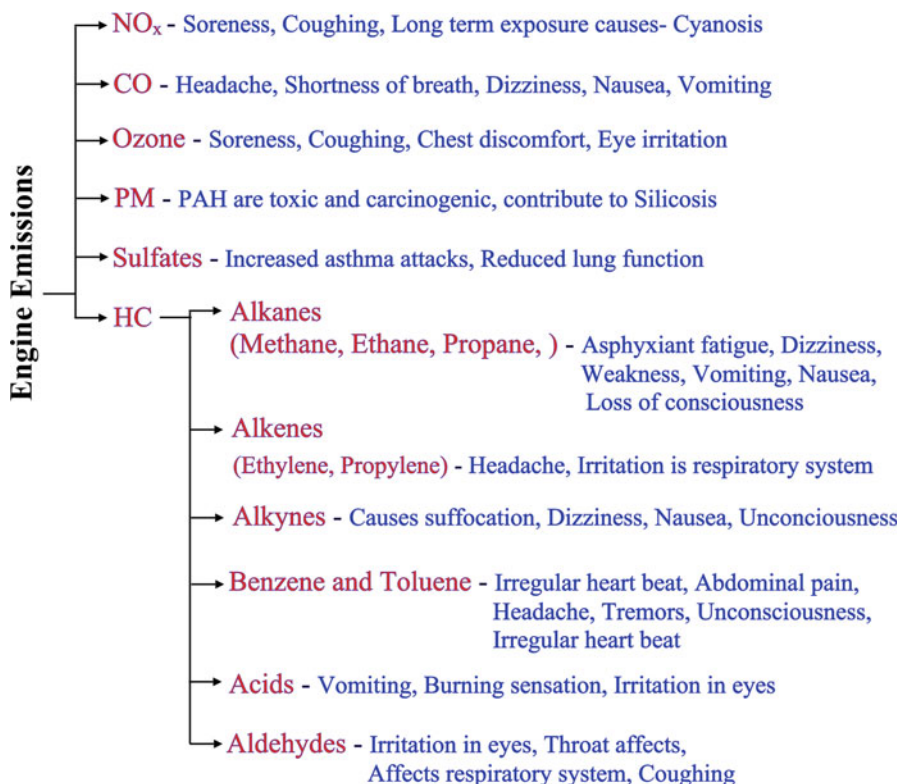 Engine Emissions
NOx - Soreness, Coughing, Long term exposure causes- Cyanosis
CO - Headache, Shortness of breath, Dizziness, Nausea, Vomiting
Ozone - Soreness, Coughing, Chest discomfort, Eye irritation
PM - PAH are toxic and carcinogenic, contribute to Silicosis
Sulfates - Increased asthma attacks, Reduced lung function
HC
Alkanes
(Methane, Ethane, Propane, ) - Asphyxiant fatigue, Dizziness,
Weakness, Vomiting, Nausea,
Loss of consciousness
Alkenes
(Ethylene, Propylene) - Headache, Irritation is respiratory system
Alkynes - Causes suffocation, Dizziness, Nausea, Unconciousness
Benzene and Toluene - Irregular heart beat, Abdominal pain,
Headache, Tremors, Unconsciousness,
Irregular heart beat
Acids - Vomiting, Burning sensation, Irritation in eyes
Aldehydes - Irritation in eyes, Throat affects,
Affects respiratory system, Coughing